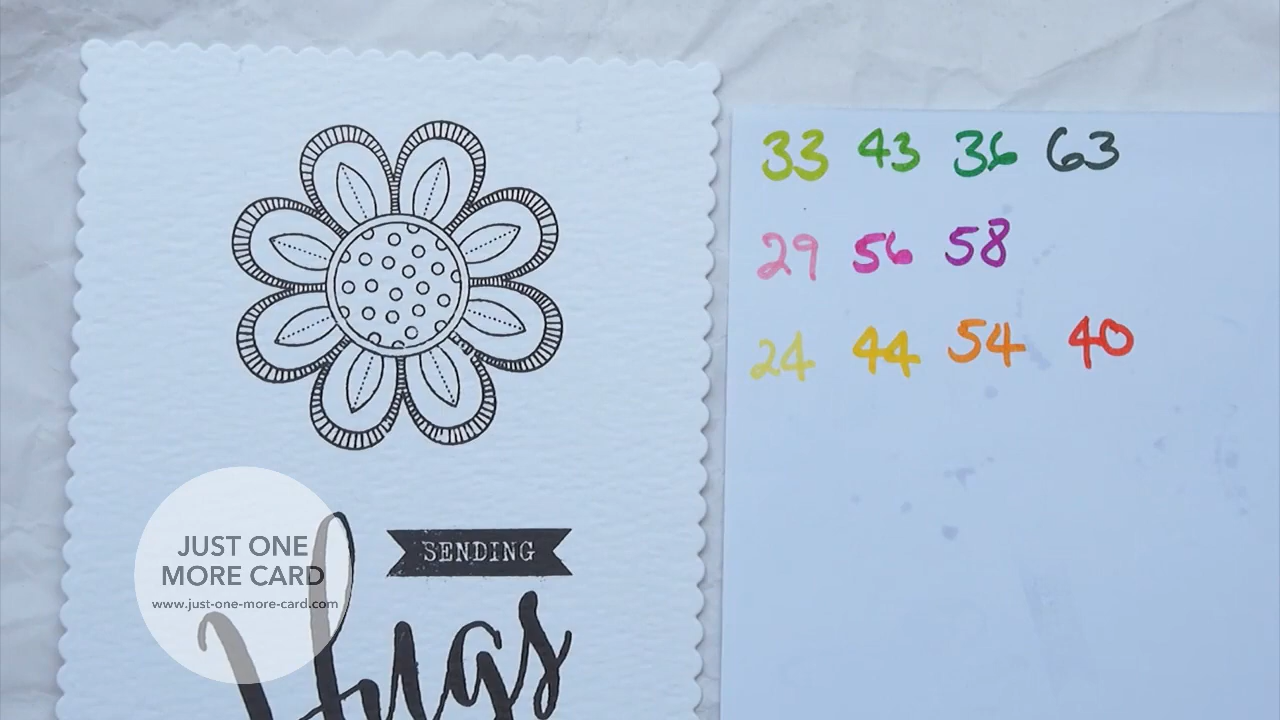 33 43 36 63
29 56 58
24 44 54 40
SENDING
Hugs
JUST ONE
MORE CARD
www.just-one-more-card.com